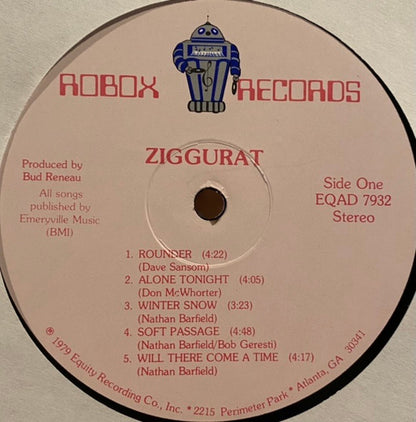 ROBOX RECORDS
ZIGGURAT
Produced by
Bud Reneau
All songs
published by
Emeryville Music
(BMI)
Side One
EQAD 7932
Stereo
1. ROUNDER (4:22)
(Dave Sansom)
2. ALONE TONIGHT (4:05)
(Don McWhorter)
3. WINTER SNOW (3:23)
(Nathan Barfield)
4. SOFT PASSAGE (4:48)
(Nathan Barfield/Bob Geresti)
5. WILL THERE COME A TIME (4:17)
(Nathan Barfield)
℗ 1979 Equity Recording Co., Inc. * 2215 Perimeter Park * Atlanta, GA 30341